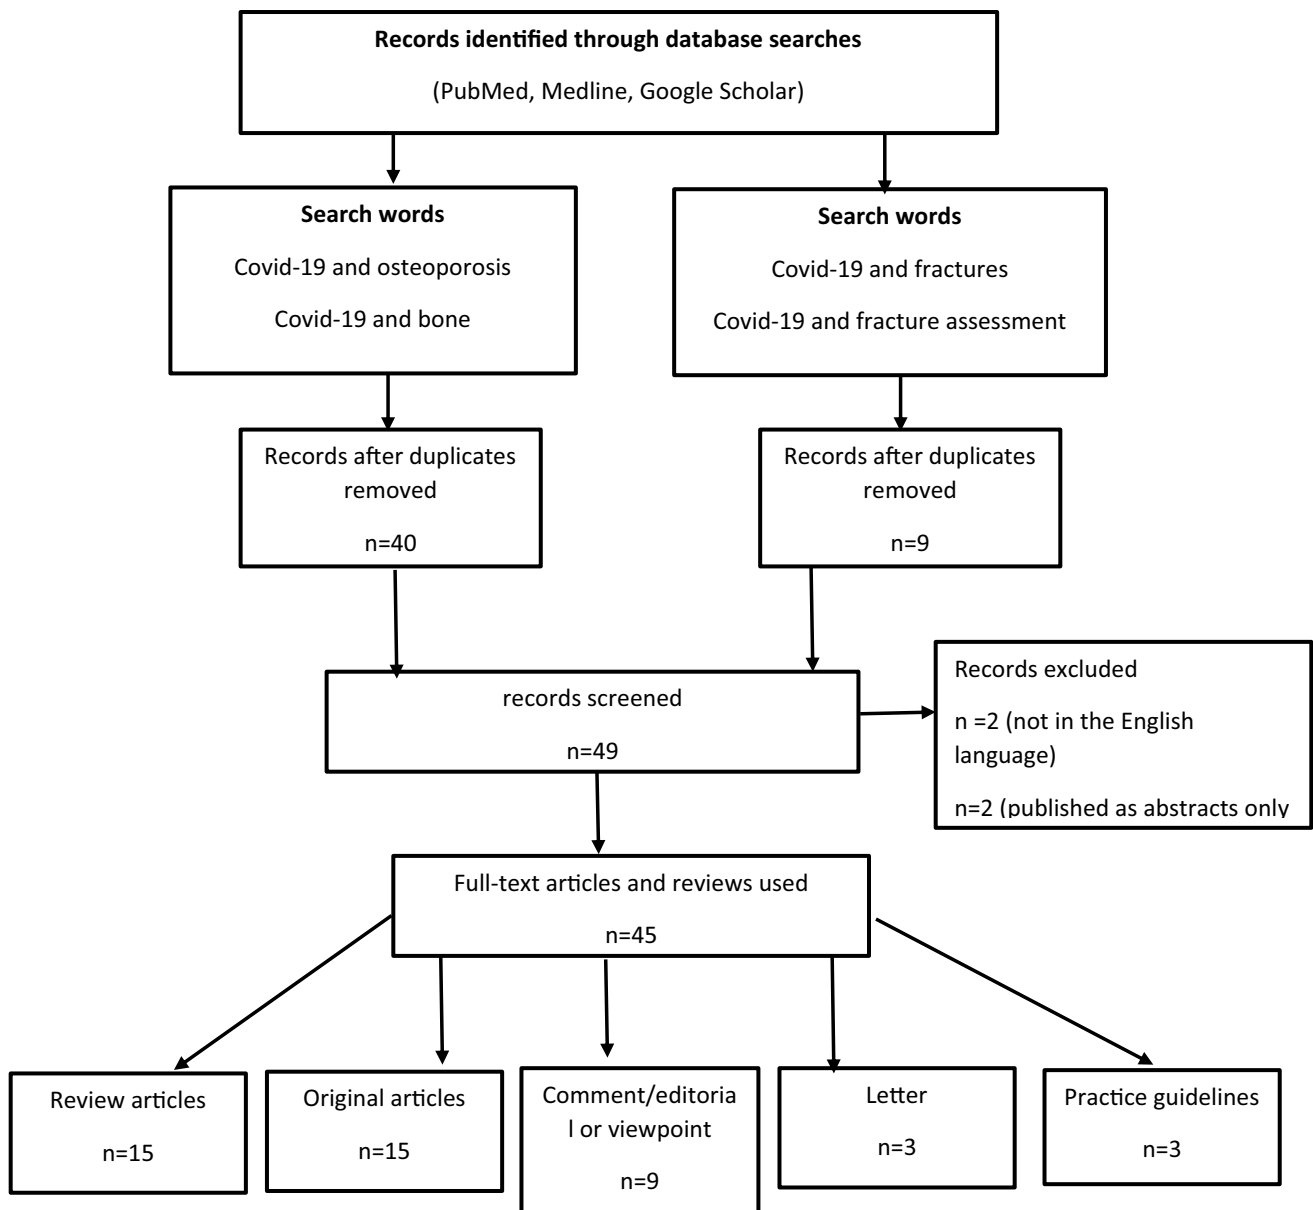 Records identified through database searches
(PubMed, Medline, Google Scholar)
Search words
Covid-19 and osteoporosis
Covid-19 and bone
Search words
Covid-19 and fractures
Covid-19 and fracture assessment
Records after duplicates
removed
n=40
Records after duplicates
removed
n=9
records screened
n=49
Records excluded
n =2 (not in the English
language)
n=2 (published as abstracts only
Full-text articles and reviews used
n=45
Review articles
n=15
Original articles
n=15
Comment/editoria
l or viewpoint
n=9
Letter
n=3
Practice guidelines
n=3